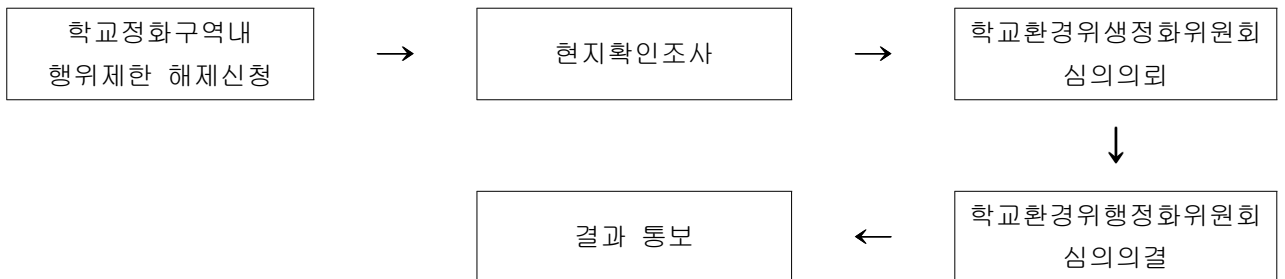 학교정화구역내
행위제한 해제신청
→
현지확인조사
→
학교환경위생정화위원회
심의의뢰
↓
학교환경위행정화위원회
심의의결
←
결과 통보